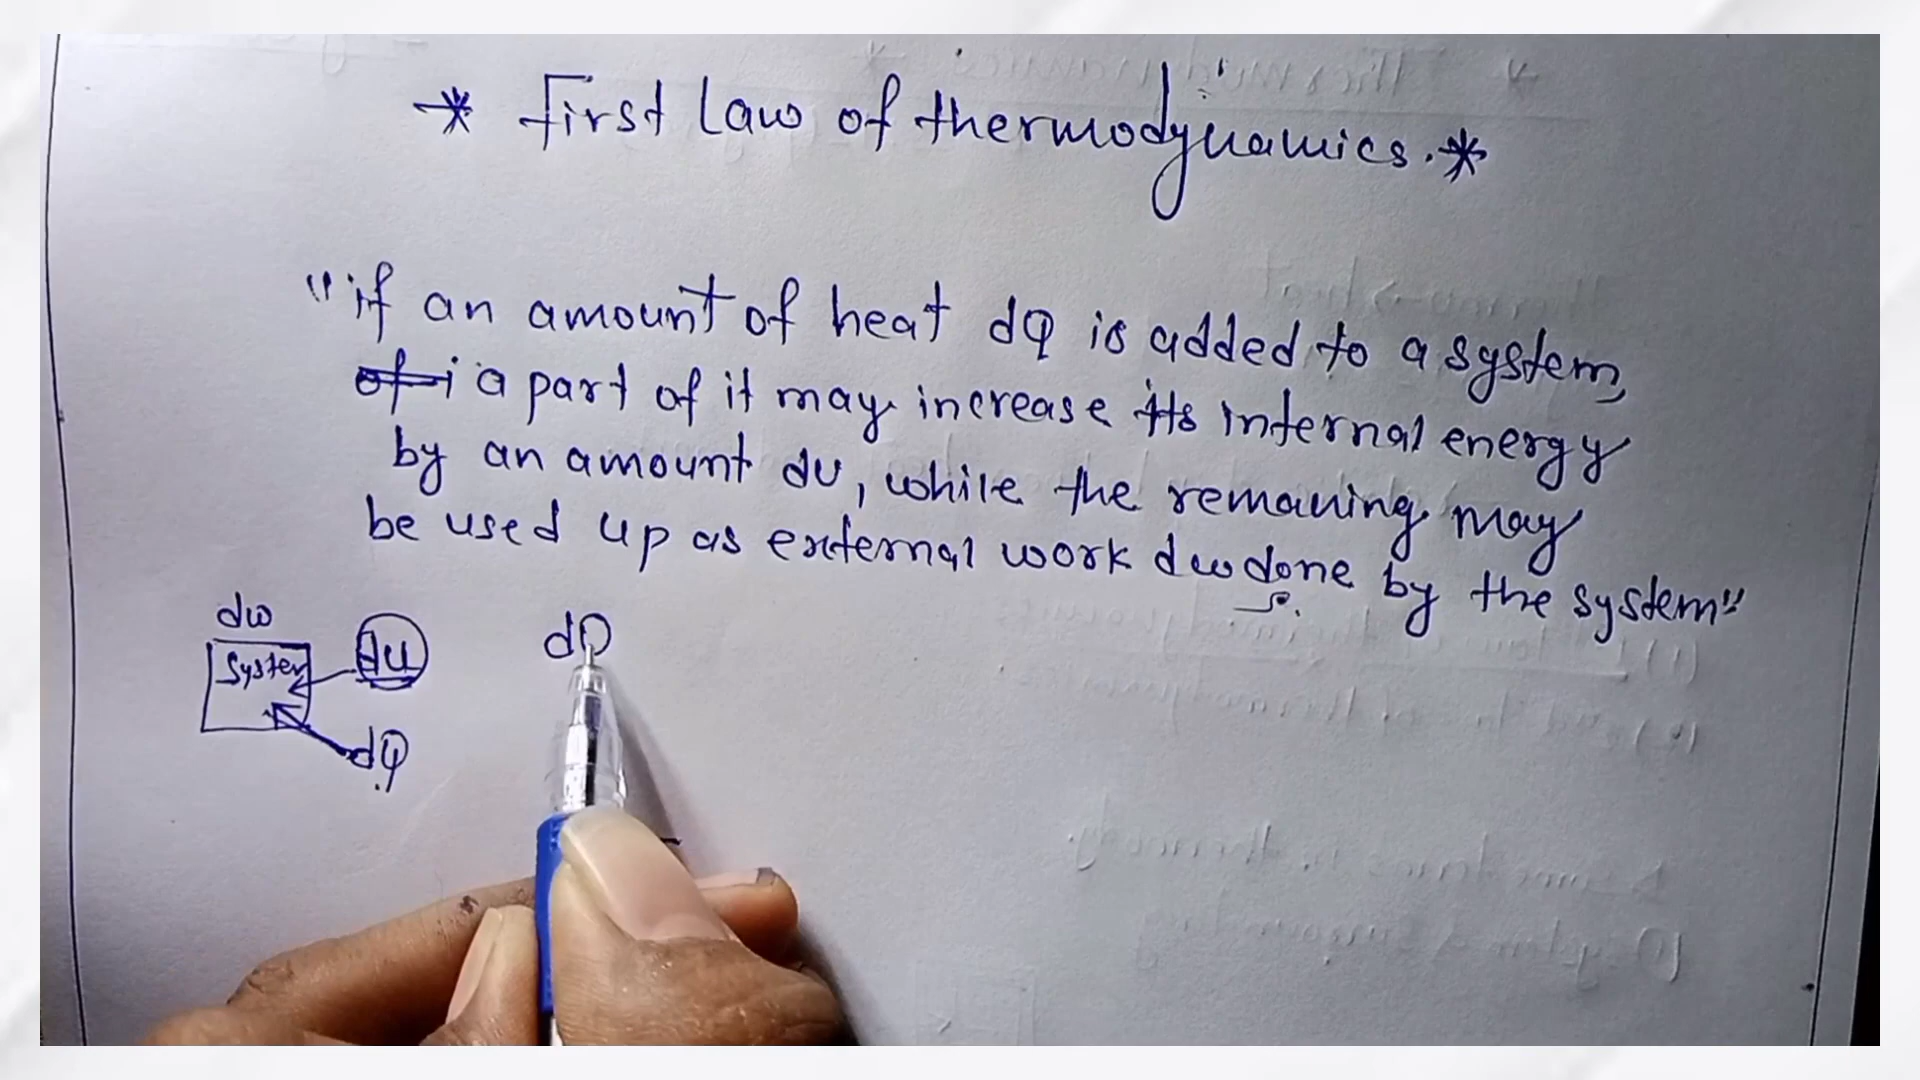 * First Law of thermodynamics. *
"if an amount of heat dQ is added to a system,
a part of it may increase its internal energy
by an amount du, while the remauing may
be used up as external work dw done by the system"
dw
System
du
dQ
dQ